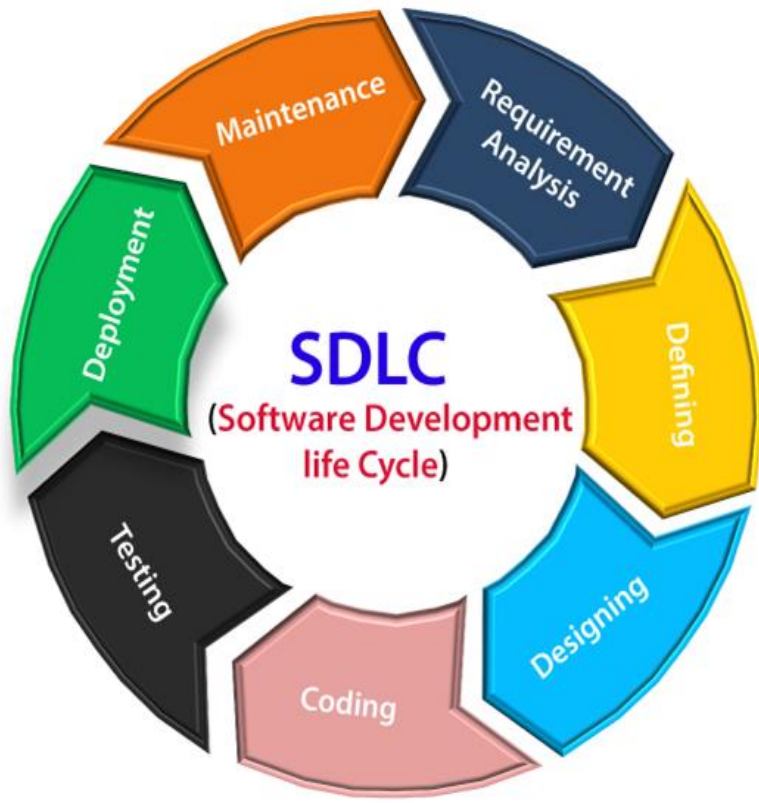 SDLC
(Software Development
life Cycle)
Requirement
Analysis
Defining
Designing
Coding
Testing
Deployment
Maintenance